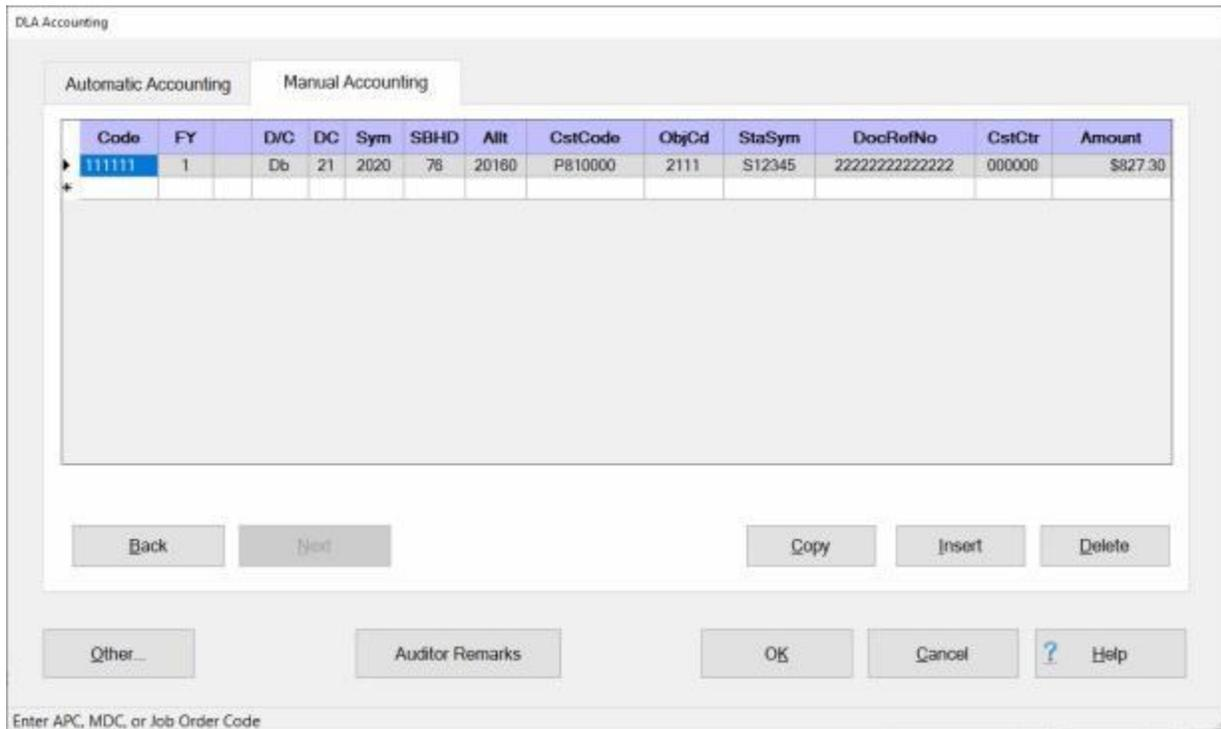 DLA Accounting
Automatic Accounting Manual Accounting
Code FY D/C DC Sym SBHD Allt CstCode ObjCd StaSym DocRefNo CstCtr Amount
111111 1 Db 21 2020 76 20160 P810000 2111 S12345 22222222222222 000000 $827.30
Back Next Copy Insert Delete
Other... Auditor Remarks OK Cancel ? Help
Enter APC, MDC, or Job Order Code